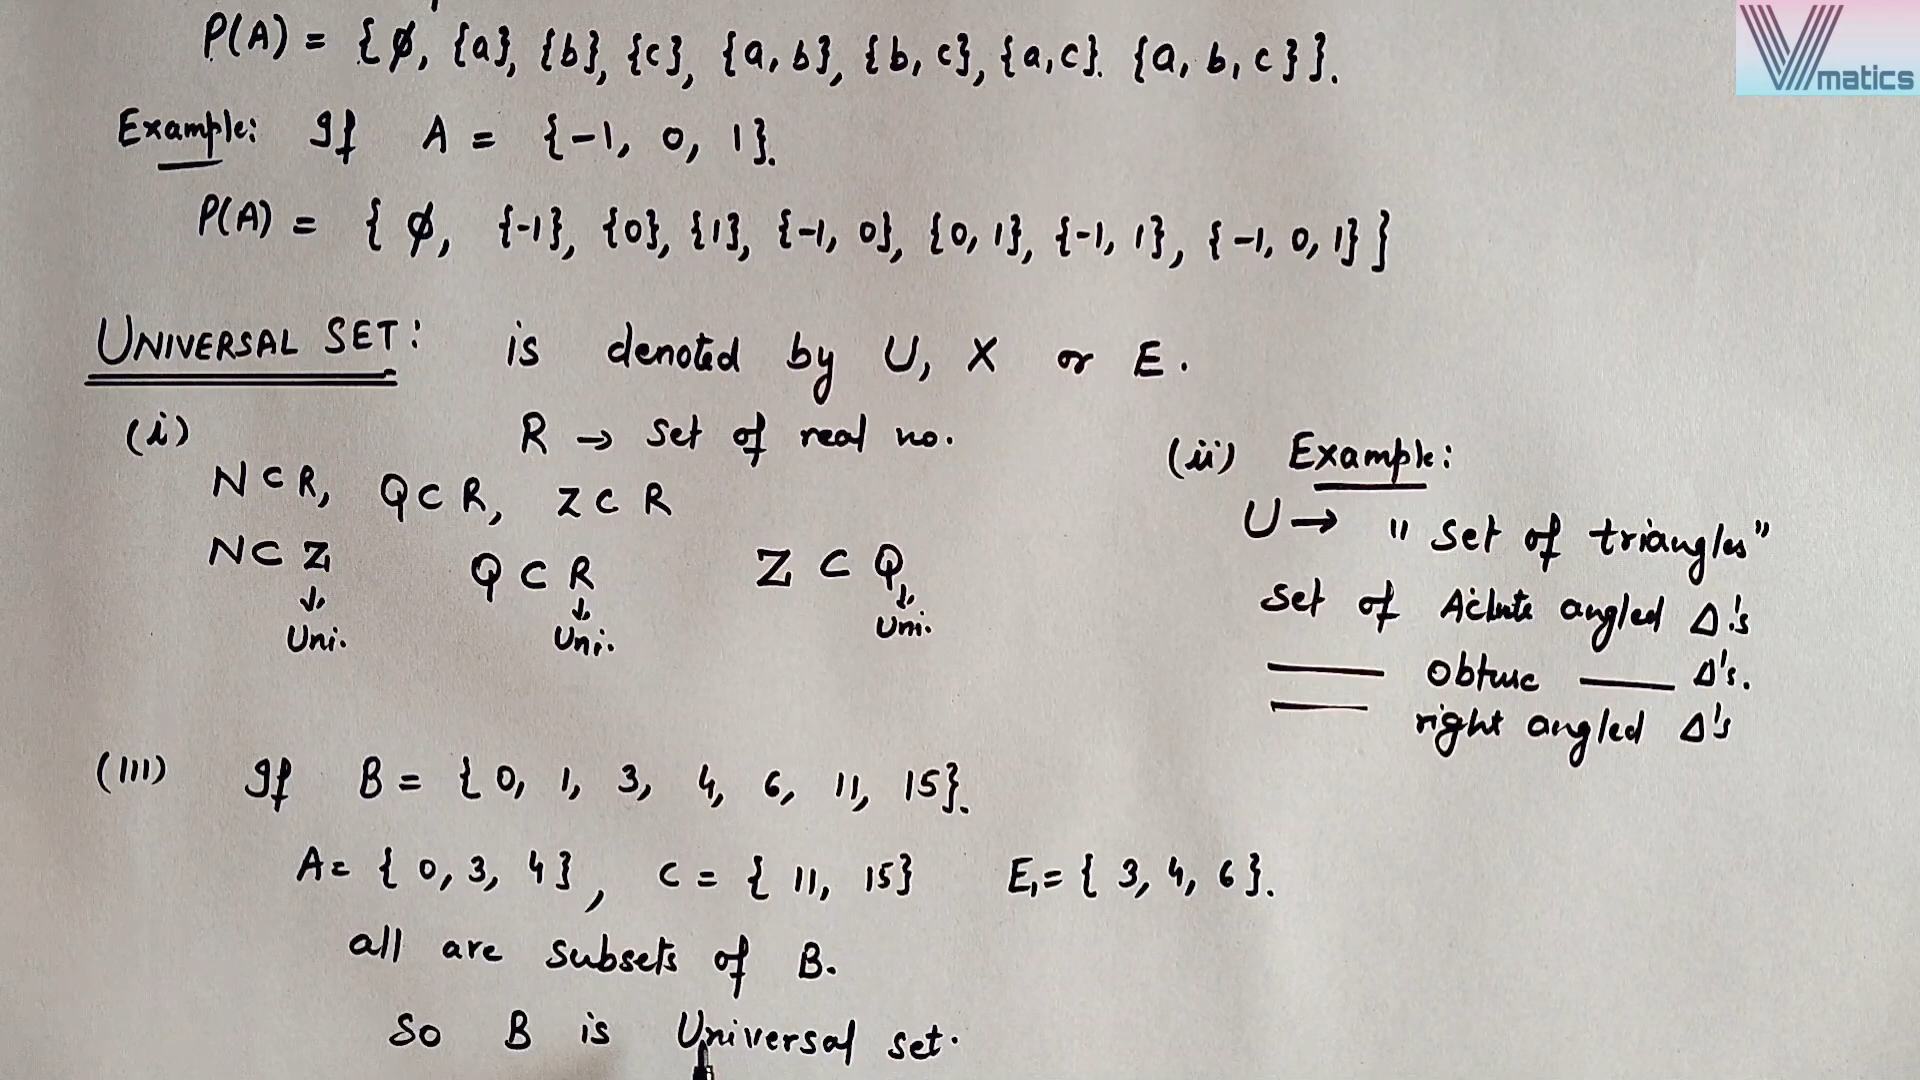 P(A) = {ϕ, {a}, {b}, {c}, {a, b}, {b, c}, {a, c}. {a, b, c}}.
Vmatics
Example: If A = {-1, 0, 1}.
P(A) = { ϕ, {-1}, {0}, {1}, {-1, 0}, {0, 1}, {-1, 1}, {-1, 0, 1}}
UNIVERSAL SET: is denoted by U, X or E.
(i) R → set of real no.
N ⊂ R, Q ⊂ R, Z ⊂ R
N ⊂ Z Q ⊂ R Z ⊂ Q
↓ ↓ ↓
Uni. Uni. Uni.
(ii) Example:
U → "set of triangles"
set of Acute angled Δ's
—— obtuse —— Δ's.
—— right angled Δ's
(III) If B = {0, 1, 3, 4, 6, 11, 15}.
A = {0, 3, 4}, C = {11, 15} E₁ = {3, 4, 6}.
all are subsets of B.
So B is Universal set.